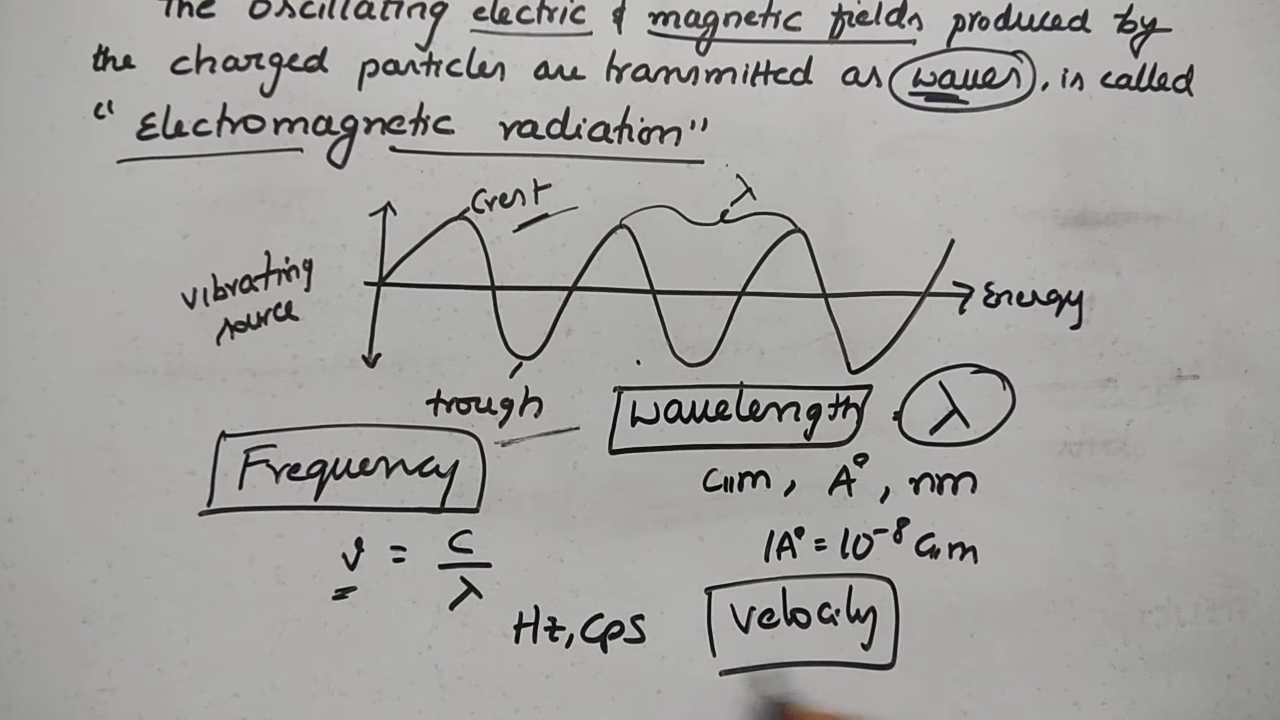 The Oscillating electric & magnetic fields produced by
the charged particles are transmitted as waves, is called
"Electromagnetic radiation"
Crest
λ
vibrating
source
Energy
trough
Wavelength λ
Frequency
cm, A°, nm
ν = c/λ
1A° = 10⁻⁸ cm
Hz, Cps
Velocity